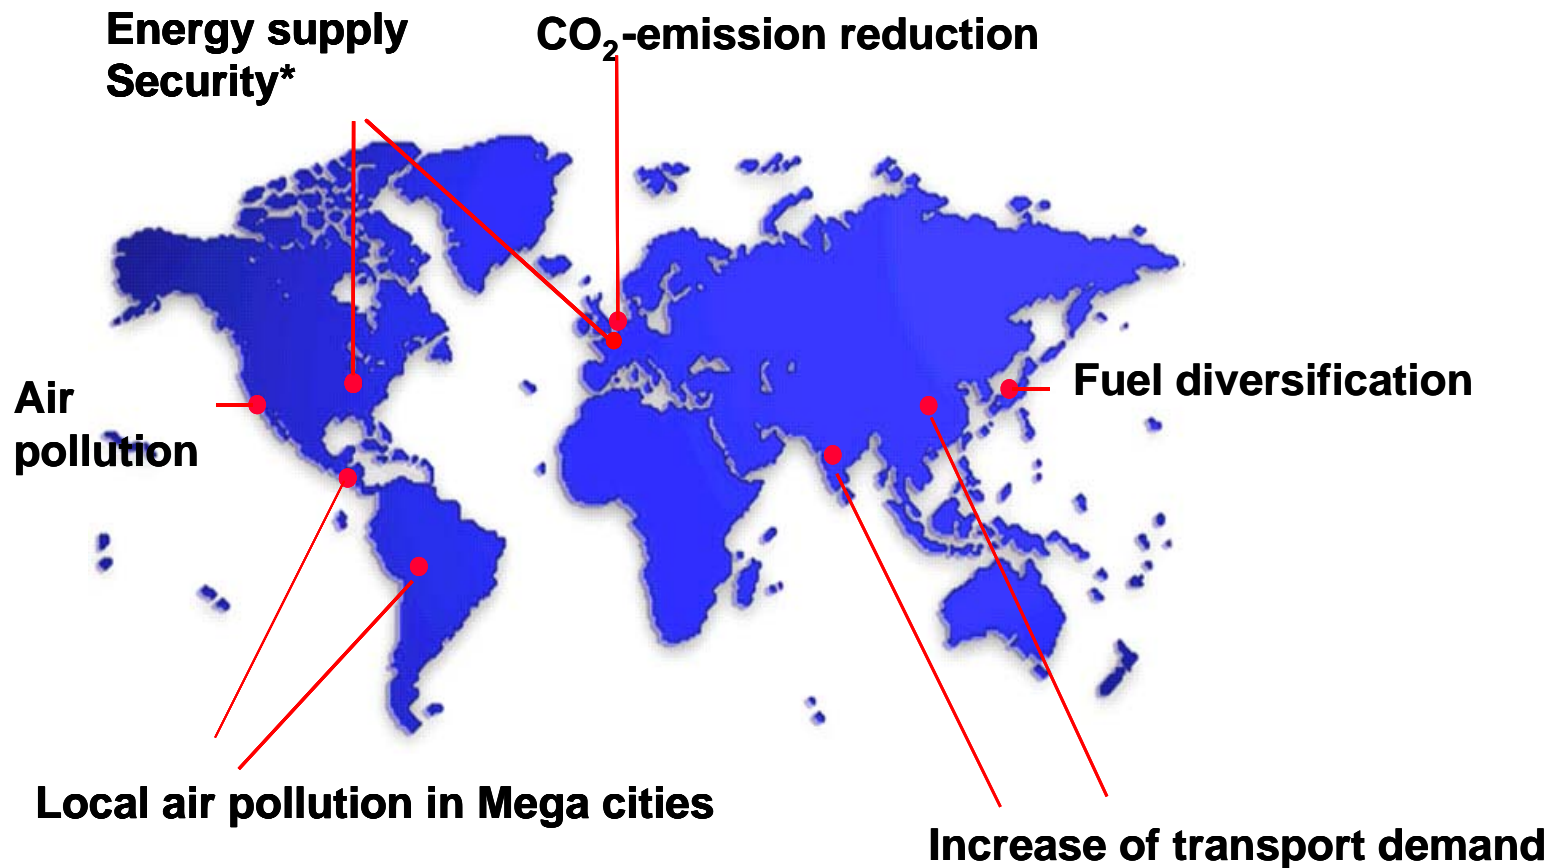 Energy supply
Security*
CO₂-emission reduction
Air
pollution
Fuel diversification
Local air pollution in Mega cities
Increase of transport demand